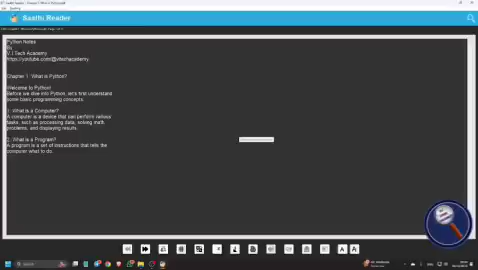 Saathi Reader
Python Notes
By
V.I.Tech Academy
https://youtube.com/@vitechacademy
Chapter 1: What is Python?
Welcome to Python!
Before we dive into Python, let's first understand
some basic programming concepts.
1. What is a Computer?
A computer is a device that can perform various
tasks, such as processing data, solving math
problems, and displaying results.
2. What is a Program?
A program is a set of instructions that tells the
computer what to do.
Search